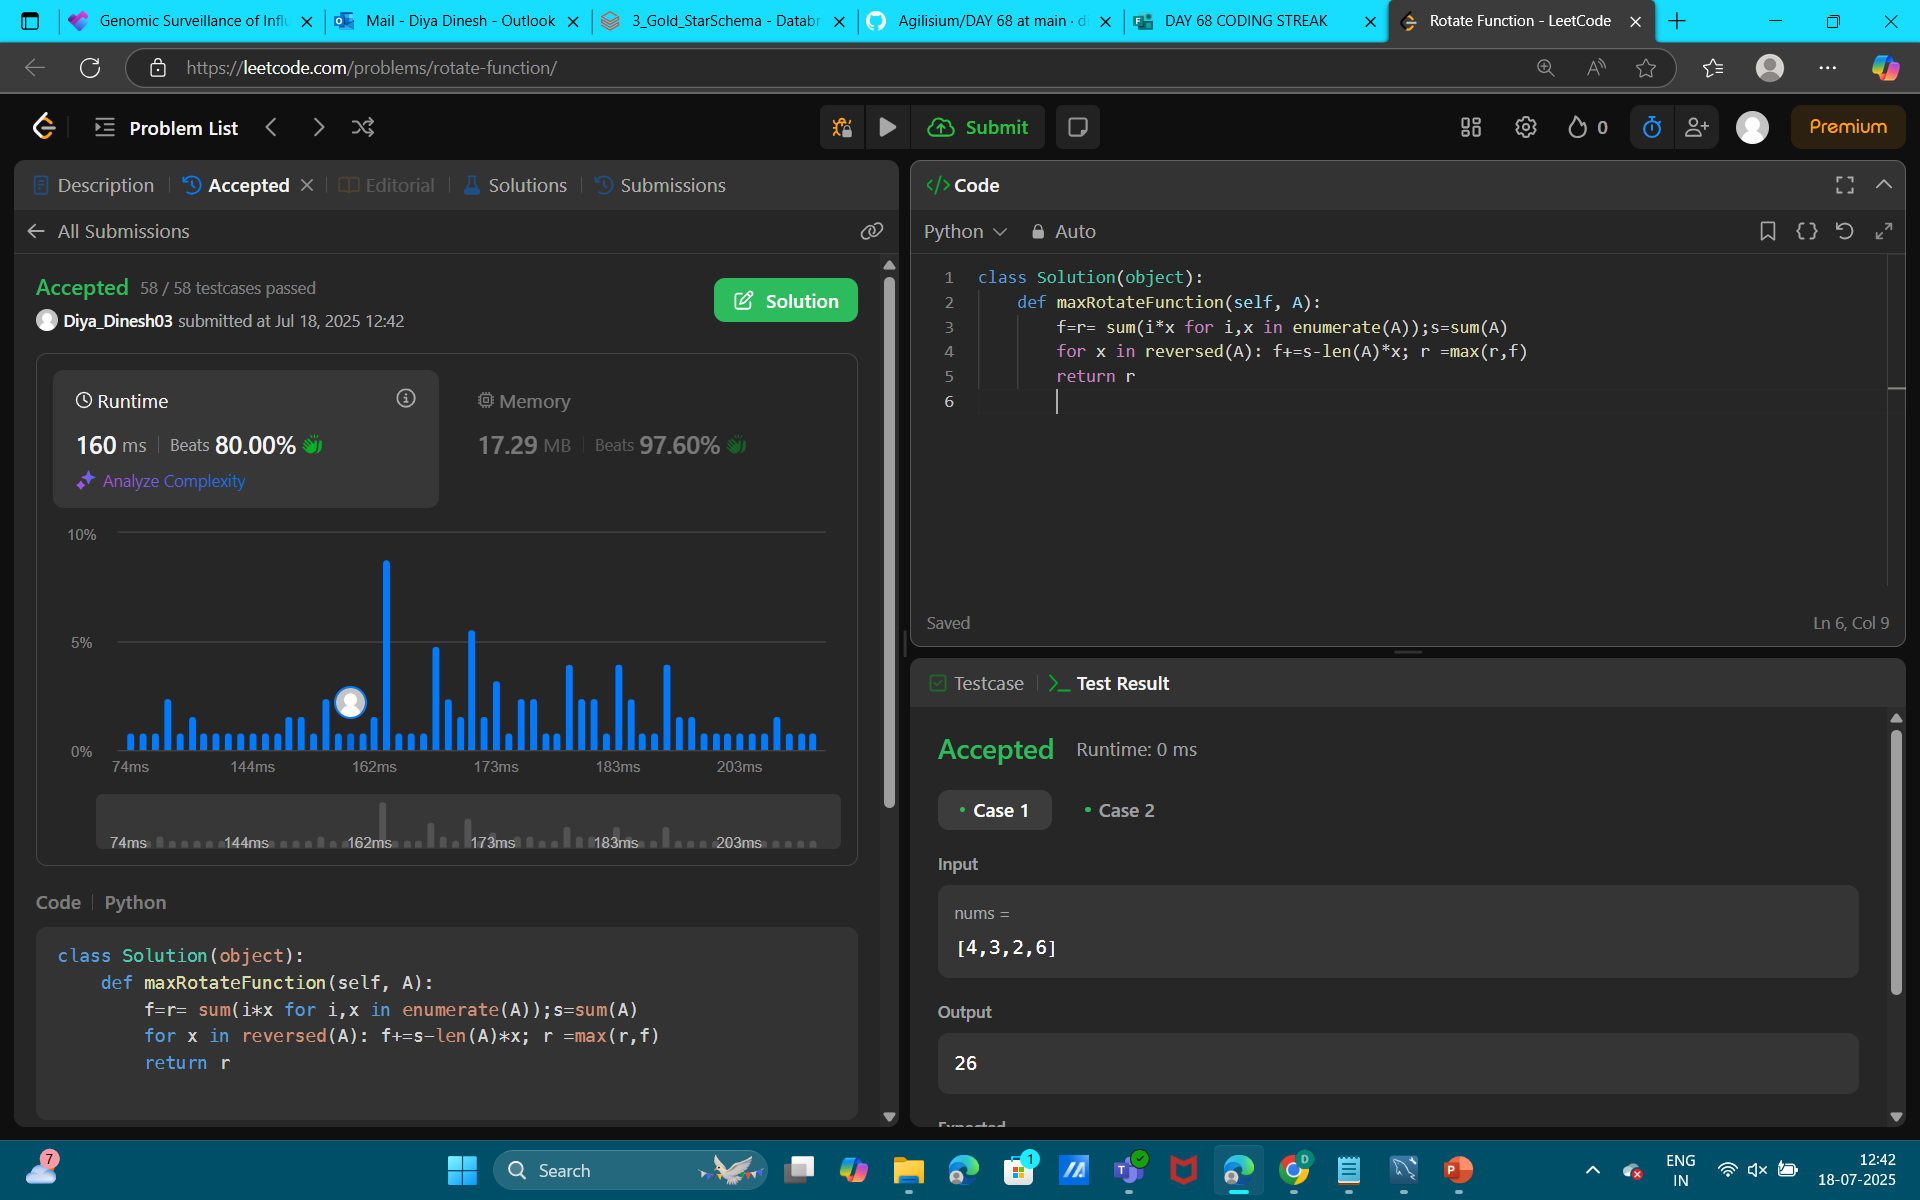 Genomic Surveillance of Influ
Mail - Diya Dinesh - Outlook
3_Gold_StarSchema - Databr
Agilisium/DAY 68 at main · d
DAY 68 CODING STREAK
Rotate Function - LeetCode
https://leetcode.com/problems/rotate-function/
Problem List
Submit
0
Premium
Description
Accepted
Editorial
Solutions
Submissions
All Submissions
Accepted 58 / 58 testcases passed
Diya_Dinesh03 submitted at Jul 18, 2025 12:42
Solution
Runtime
160 ms Beats 80.00%
Analyze Complexity
Memory
17.29 MB Beats 97.60%
10%
5%
0%
74ms 144ms 162ms 173ms 183ms 203ms
74ms 144ms 162ms 173ms 183ms 203ms
Code Python
class Solution(object):
def maxRotateFunction(self, A):
f=r= sum(i*x for i,x in enumerate(A));s=sum(A)
for x in reversed(A): f+=s-len(A)*x; r =max(r,f)
return r
</> Code
Python Auto
1 class Solution(object):
2 def maxRotateFunction(self, A):
3 f=r= sum(i*x for i,x in enumerate(A));s=sum(A)
4 for x in reversed(A): f+=s-len(A)*x; r =max(r,f)
5 return r
6
Saved
Ln 6, Col 9
Testcase
Test Result
Accepted Runtime: 0 ms
Case 1 Case 2
Input
nums =
[4,3,2,6]
Output
26
Expected
7
Search
1
D
ENG
IN
12:42
18-07-2025